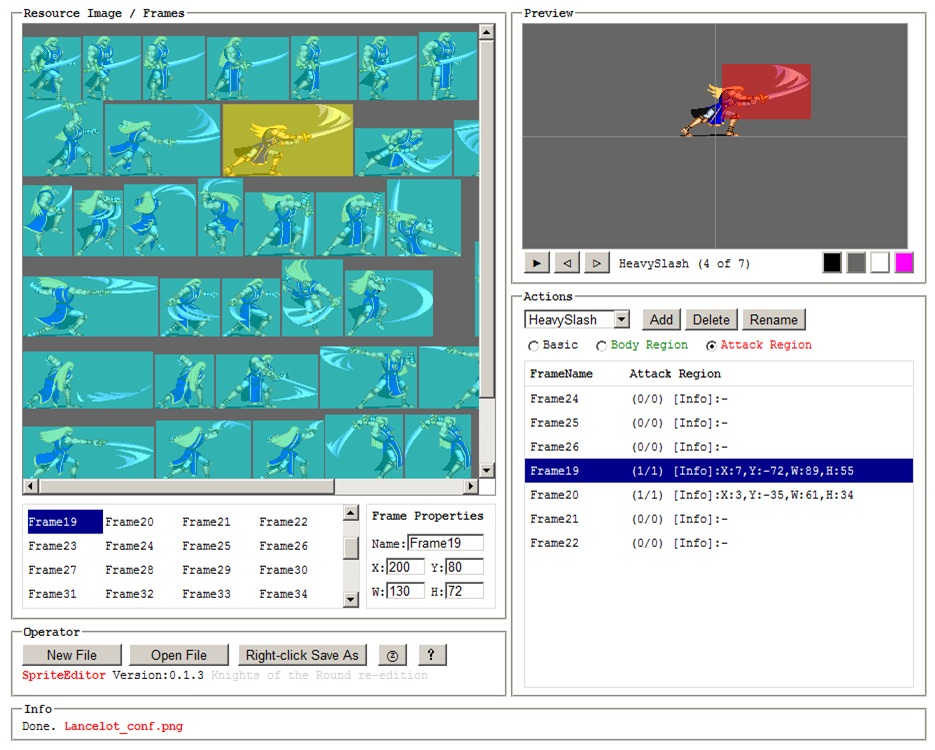 Resource Image / Frames
Frame19 Frame20 Frame21 Frame22
Frame23 Frame24 Frame25 Frame26
Frame27 Frame28 Frame29 Frame30
Frame31 Frame32 Frame33 Frame34
Frame Properties
Name: Frame19
X: 200 Y: 80
W: 130 H: 72
Operator
New File Open File Right-click Save As ② ?
SpriteEditor Version:0.1.3 Knights of the Round re-edition
Preview
HeavySlash (4 of 7)
Actions
HeavySlash Add Delete Rename
Basic Body Region Attack Region
FrameName Attack Region
Frame24 (0/0) [Info]:-
Frame25 (0/0) [Info]:-
Frame26 (0/0) [Info]:-
Frame19 (1/1) [Info]:X:7,Y:-72,W:89,H:55
Frame20 (1/1) [Info]:X:3,Y:-35,W:61,H:34
Frame21 (0/0) [Info]:-
Frame22 (0/0) [Info]:-
Info
Done. Lancelot_conf.png